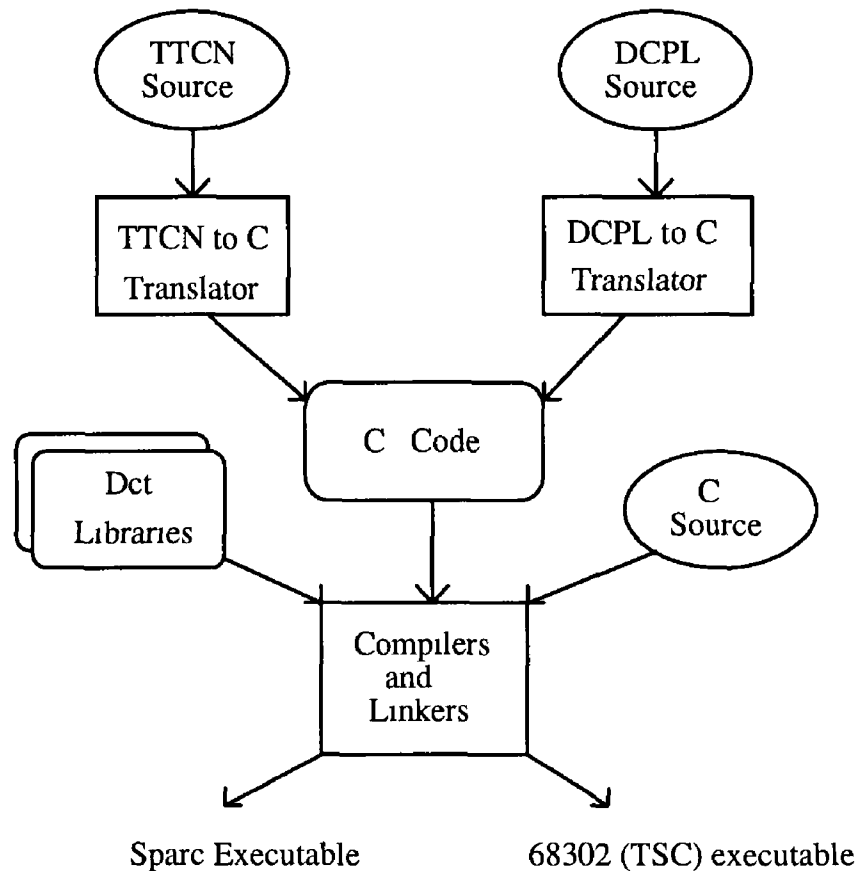 TTCN
Source
DCPL
Source
TTCN to C
Translator
DCPL to C
Translator
C Code
Dct
Libraries
C
Source
Compilers
and
Linkers
Sparc Executable
68302 (TSC) executable